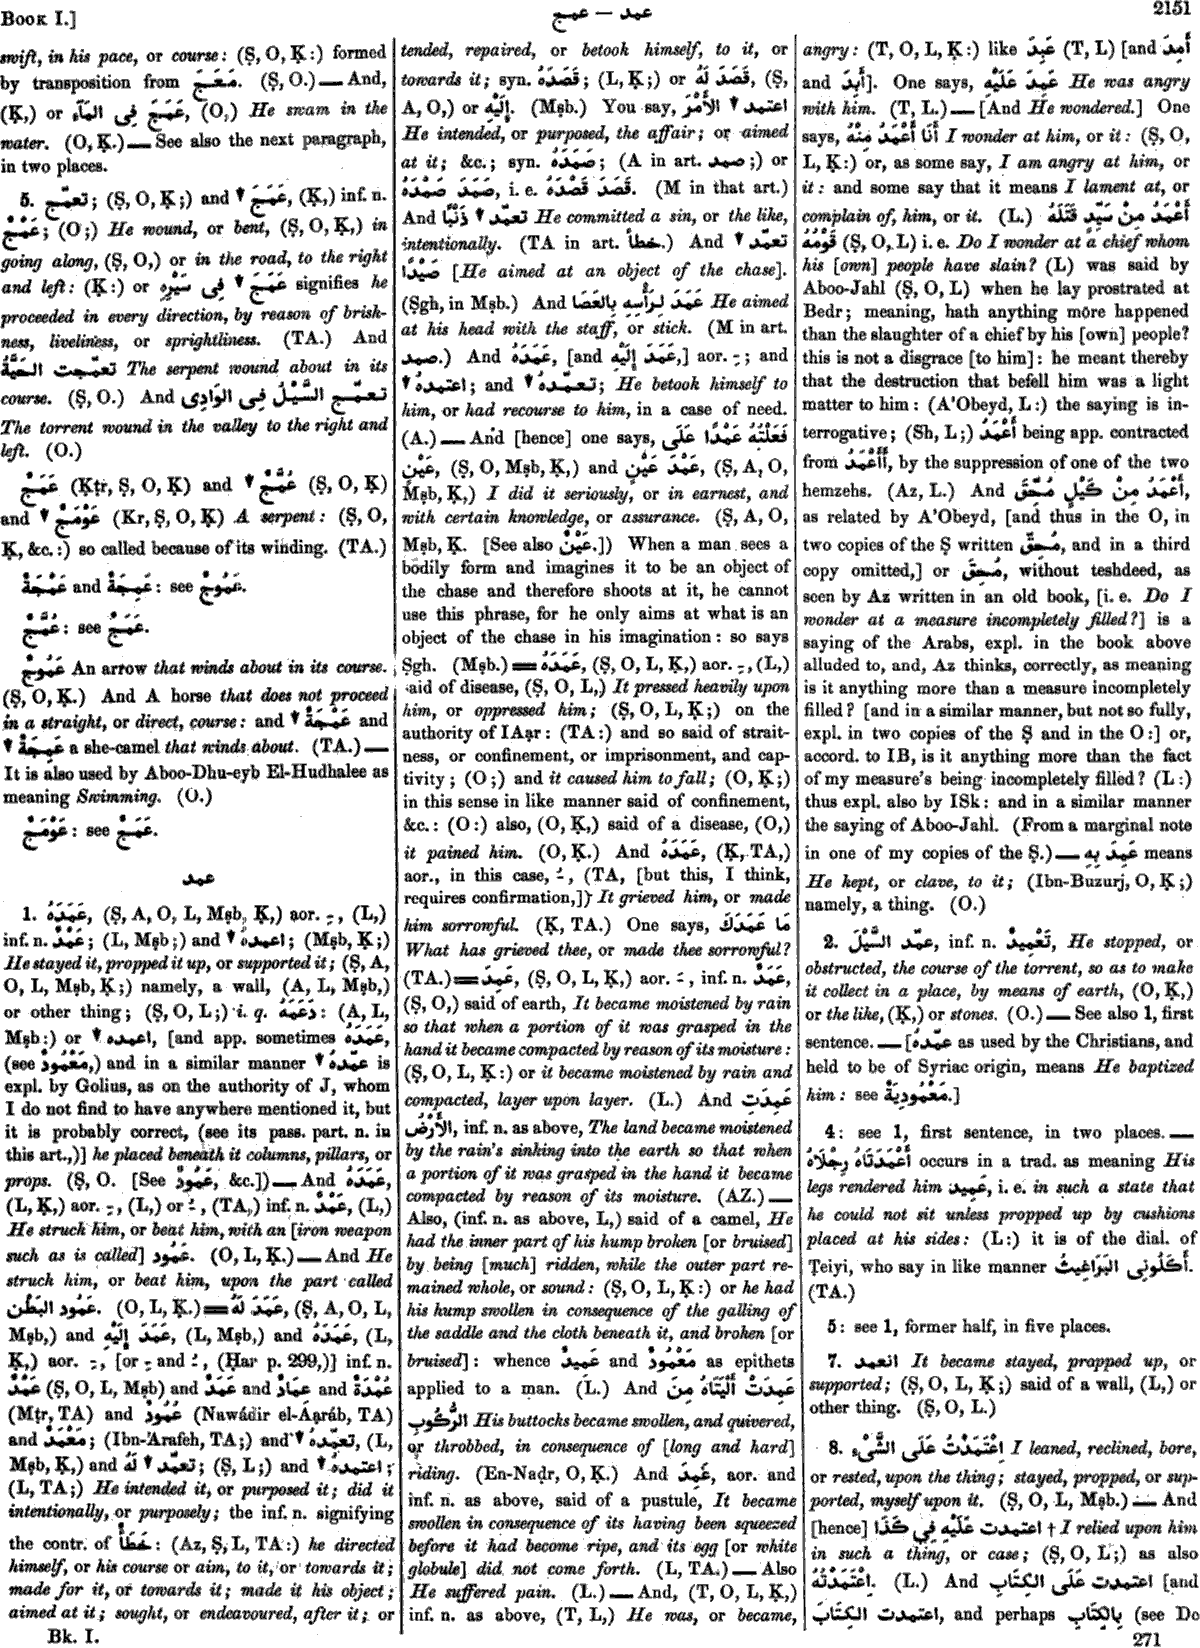 BOOK I.]
عمد — عمج
2151
swift, in his pace, or course: (Ṣ, O, Ḳ:) formed
by transposition from مَعَجَ. (Ṣ, O.) — And,
(Ḳ,) or عَمَجَ فِى المَآءِ, (O,) He swam in the
water. (O, Ḳ.) — See also the next paragraph,
in two places.
5. تعمّج; (Ṣ, O, Ḳ;) and ▼ عَمَجَ, (Ḳ,) inf. n.
عَمْجٌ; (O;) He wound, or bent, (Ṣ, O, Ḳ,) in
going along, (Ṣ, O,) or in the road, to the right
and left: (Ḳ:) or عَمَجَ ▼ فِى سَيْرِهِ signifies he
proceeded in every direction, by reason of brisk-
ness, liveliness, or sprightliness. (TA.) And
تعمّجت الحَيَّةُ The serpent wound about in its
course. (Ṣ, O.) And تعمّج السَّيْلُ فِى الوَادِى
The torrent wound in the valley to the right and
left. (O.)
عَمَجٌ (Ḳṭr, Ṣ, O, Ḳ) and ▼ عُمَّجٌ (Ṣ, O, Ḳ)
and ▼ عَوْمَجٌ (Kr, Ṣ, O, Ḳ) A serpent: (Ṣ, O,
Ḳ, &c.:) so called because of its winding. (TA.)
عَمْجَةٌ and عَمِجَةٌ: see عَمُوجٌ.
عُمَّجٌ: see عَمَجٌ.
عَمُوجٌ An arrow that winds about in its course.
(Ṣ, O, Ḳ.) And A horse that does not proceed
in a straight, or direct, course: and ▼ عَمْجَةٌ and
▼ عَمِجَةٌ a she-camel that winds about. (TA.) —
It is also used by Aboo-Dhu-eyb El-Hudhalee as
meaning Swimming. (O.)
عَوْمَجٌ: see عَمَجٌ.
عمد
1. عَمَدَهُ, (Ṣ, A, O, L, Mṣb, Ḳ,) aor. ـِ, (L,)
inf. n. عَمْدٌ; (L, Mṣb;) and ▼ اعمدهُ; (Mṣb, Ḳ;)
He stayed it, propped it up, or supported it; (Ṣ, A,
O, L, Mṣb, Ḳ;) namely, a wall, (A, L, Mṣb,)
or other thing; (Ṣ, O, L;) i. q. دَعَمَهُ: (A, L,
Mṣb:) or ▼ اعمدهُ, [and app. sometimes عَمَدَهُ,
(see مَعْمُودٌ,) and in a similar manner ▼ عمّدهُ is
expl. by Golius, as on the authority of J, whom
I do not find to have anywhere mentioned it, but
it is probably correct, (see its pass. part. n. in
this art.,)] he placed beneath it columns, pillars, or
props. (Ṣ, O. [See عَمُودٌ, &c.]) — And عَمَدَهُ,
(L, Ḳ,) aor. ـِ, (L,) or ـُ, (TA,) inf. n. عَمْدٌ, (L,)
He struck him, or beat him, with an [iron weapon
such as is called] عَمُود. (O, L, Ḳ.) — And He
struck him, or beat him, upon the part called
عَمُود البَطْن. (O, L, Ḳ.) = عَمَدَ لَهُ, (Ṣ, A, O, L,
Mṣb,) and عَمَدَ إِلَيْهِ, (L, Mṣb,) and عَمَدَهُ, (L,
Ḳ,) aor. ـِ, [or ـِ and ـُ, (Ḥar p. 299,)] inf. n.
عَمْدٌ (Ṣ, O, L, Mṣb) and عَمَدٌ and عِمَادٌ and عُمْدَةٌ
(Mṭr, TA) and عُمُودٌ (Nawádir el-Aạráb, TA)
and مَعْمَدٌ; (Ibn-'Arafeh, TA;) and ▼ تعمّدهُ, (L,
Mṣb, Ḳ,) and ▼ تعمّد لَهُ; (Ṣ, L;) and ▼ اعتمدهُ;
(L, TA;) He intended it, or purposed it; did it
intentionally, or purposely; the inf. n. signifying
the contr. of خَطَأٌ: (Az, Ṣ, L, TA:) he directed
himself, or his course or aim, to it, or towards it;
made for it, or towards it; made it his object;
aimed at it; sought, or endeavoured, after it; or
Bk. I.
tended, repaired, or betook himself, to it, or
towards it; syn. قَصَدَهُ; (L, Ḳ;) or قَصَدَ لَهُ, (Ṣ,
A, O,) or إِلَيْهِ. (Mṣb.) You say, اعتمد ▼ الأَمْرَ
He intended, or purposed, the affair; or aimed
at it; &c.; syn. صَمَدَهُ; (A in art. صمد;) or
صَمَدَ صَمْدَهُ, i. e. قَصَدَ قَصْدَهُ. (M in that art.)
And تعمّد ▼ ذَنْبًا He committed a sin, or the like,
intentionally. (TA in art. خطأ.) And ▼ تعمّد
صَيْدًا [He aimed at an object of the chase].
(Ṣgh, in Mṣb.) And عَمَدَ لِرَأْسِهِ بِالعَصَا He aimed
at his head with the staff, or stick. (M in art.
صمد.) And عَمَدَهُ, [and عَمَدَ إِلَيْهِ,] aor. ـِ; and
▼ اعتمدهُ; and ▼ تعمّدهُ; He betook himself to
him, or had recourse to him, in a case of need.
(A.) — And [hence] one says, فَعَلْتُهُ عَمْدًا عَلَى
عَيْنٍ, (Ṣ, O, Mṣb, Ḳ,) and عَمْدَ عَيْنٍ, (Ṣ, A, O,
Mṣb, Ḳ,) I did it seriously, or in earnest, and
with certain knowledge, or assurance. (Ṣ, A, O,
Mṣb, Ḳ. [See also عَيْنٌ.]) When a man sees a
bodily form and imagines it to be an object of
the chase and therefore shoots at it, he cannot
use this phrase, for he only aims at what is an
object of the chase in his imagination: so says
Ṣgh. (Mṣb.) = عَمَدَهُ, (Ṣ, O, L, Ḳ,) aor. ـِ, (L,)
said of disease, (Ṣ, O, L,) It pressed heavily upon
him, or oppressed him; (Ṣ, O, L, Ḳ;) on the
authority of IAạr: (TA:) and so said of strait-
ness, or confinement, or imprisonment, and cap-
tivity; (O;) and it caused him to fall; (O, Ḳ;)
in this sense in like manner said of confinement,
&c.: (O:) also, (O, Ḳ,) said of a disease, (O,)
it pained him. (O, Ḳ.) And عَمَدَهُ, (Ḳ, TA,)
aor., in this case, ـُ, (TA, [but this, I think,
requires confirmation,]) It grieved him, or made
him sorrowful. (Ḳ, TA.) One says, مَا عَمَدَكَ
What has grieved thee, or made thee sorrowful?
(TA.) = عَمِدَ, (Ṣ, O, L, Ḳ,) aor. ـَ, inf. n. عَمَدٌ,
(Ṣ, O,) said of earth, It became moistened by rain
so that when a portion of it was grasped in the
hand it became compacted by reason of its moisture:
(Ṣ, O, L, Ḳ:) or it became moistened by rain and
compacted, layer upon layer. (L.) And عَمِدَتِ
الأَرْضُ, inf. n. as above, The land became moistened
by the rain's sinking into the earth so that when
a portion of it was grasped in the hand it became
compacted by reason of its moisture. (AZ.) —
Also, (inf. n. as above, L,) said of a camel, He
had the inner part of his hump broken [or bruised]
by being [much] ridden, while the outer part re-
mained whole, or sound: (Ṣ, O, L, Ḳ:) or he had
his hump swollen in consequence of the galling of
the saddle and the cloth beneath it, and broken [or
bruised]: whence عَمِيدٌ and مَعْمُودٌ as epithets
applied to a man. (L.) And عَمِدَتْ أَلْيَتَاهُ مِنَ
الرُّكُوبِ His buttocks became swollen, and quivered,
or throbbed, in consequence of [long and hard]
riding. (En-Naḍr, O, Ḳ.) And عَمِدَ, aor. and
inf. n. as above, said of a pustule, It became
swollen in consequence of its having been squeezed
before it had become ripe, and its egg [or white
globule] did not come forth. (L, TA.) — Also
He suffered pain. (L.) — And, (T, O, L, Ḳ,)
inf. n. as above, (T, L,) He was, or became,
angry: (T, O, L, Ḳ:) like عَبِدَ (T, L) [and أَمِدَ
and أَبِدَ]. One says, عَمِدَ عَلَيْهِ He was angry
with him. (T, L.) — [And He wondered.] One
says, أَنَا أَعْمَدُ مِنْهُ I wonder at him, or it: (Ṣ, O,
L, Ḳ:) or, as some say, I am angry at him, or
it: and some say that it means I lament at, or
complain of, him, or it. (L.) أَعْمَدُ مِنْ سَيِّدٍ قَتَلَهُ
قَوْمُهُ (Ṣ, O, L) i. e. Do I wonder at a chief whom
his [own] people have slain? (L) was said by
Aboo-Jahl (Ṣ, O, L) when he lay prostrated at
Bedr; meaning, hath anything more happened
than the slaughter of a chief by his [own] people?
this is not a disgrace [to him]: he meant thereby
that the destruction that befell him was a light
matter to him: (A'Obeyd, L:) the saying is in-
terrogative; (Sh, L;) أَعْمَدُ being app. contracted
from أَأَعْمَدُ, by the suppression of one of the two
hemzehs. (Az, L.) And أَعْمَدُ مِنْ كَيْلٍ مُحَّقٍ,
as related by A'Obeyd, [and thus in the O, in
two copies of the Ṣ written مُحِقٍّ, and in a third
copy omitted,] or مُحِقَ, without teshdeed, as
seen by Az written in an old book, [i. e. Do I
wonder at a measure incompletely filled?] is a
saying of the Arabs, expl. in the book above
alluded to, and, Az thinks, correctly, as meaning
is it anything more than a measure incompletely
filled? [and in a similar manner, but not so fully,
expl. in two copies of the Ṣ and in the O:] or,
accord. to IB, is it anything more than the fact
of my measure's being incompletely filled? (L:)
thus expl. also by ISk: and in a similar manner
the saying of Aboo-Jahl. (From a marginal note
in one of my copies of the Ṣ.) — عَمِدَ بِهِ means
He kept, or clave, to it; (Ibn-Buzurj, O, Ḳ;)
namely, a thing. (O.)
2. عمّد السَّيْلَ, inf. n. تَعْمِيدٌ, He stopped, or
obstructed, the course of the torrent, so as to make
it collect in a place, by means of earth, (O, Ḳ,)
or the like, (Ḳ,) or stones. (O.) — See also 1, first
sentence. — [عمّدهُ as used by the Christians, and
held to be of Syriac origin, means He baptized
him: see مَعْمُودِيَةٌ.]
4: see 1, first sentence, in two places. —
أَعْمَدَتَاهُ رِجْلَاهُ occurs in a trad. as meaning His
legs rendered him عَمِيد, i. e. in such a state that
he could not sit unless propped up by cushions
placed at his sides: (L:) it is of the dial. of
Ṭeiyi, who say in like manner أَكَلُونِى البَرَاغِيثُ.
(TA.)
5: see 1, former half, in five places.
7. انعمد It became stayed, propped up, or
supported; (Ṣ, O, L, Ḳ;) said of a wall, (L,) or
other thing. (Ṣ, O, L.)
8. اِعْتَمَدْتُ عَلَى الشَّىْءِ I leaned, reclined, bore,
or rested, upon the thing; stayed, propped, or sup-
ported, myself upon it. (Ṣ, O, L, Mṣb.) — And
[hence] اعتمدت عَلَيْهِ فِي كَذَا † I relied upon him
in such a thing, or case; (Ṣ, O, L;) as also
اِعْتَمَدْتُهُ. (L.) And اعتمدت عَلَى الكِتَابِ [and
اعتمدت الكِتَابَ, and perhaps بِالكِتَابِ (see De
271